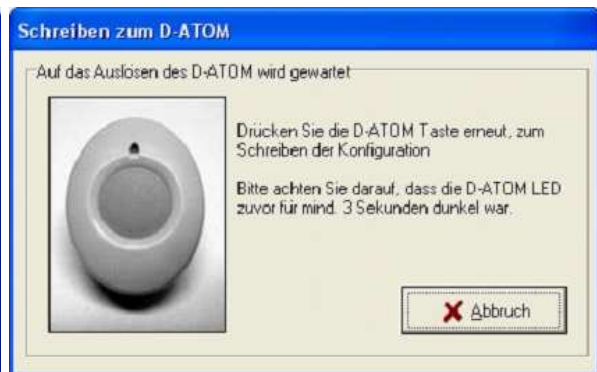 Schreiben zum D-ATOM
Auf das Auslösen des D-ATOM wird gewartet
Drücken Sie die D-ATOM Taste erneut, zum
Schreiben der Konfiguration
Bitte achten Sie darauf, dass die D-ATOM LED
zuvor für mind. 3 Sekunden dunkel war.
Abbruch